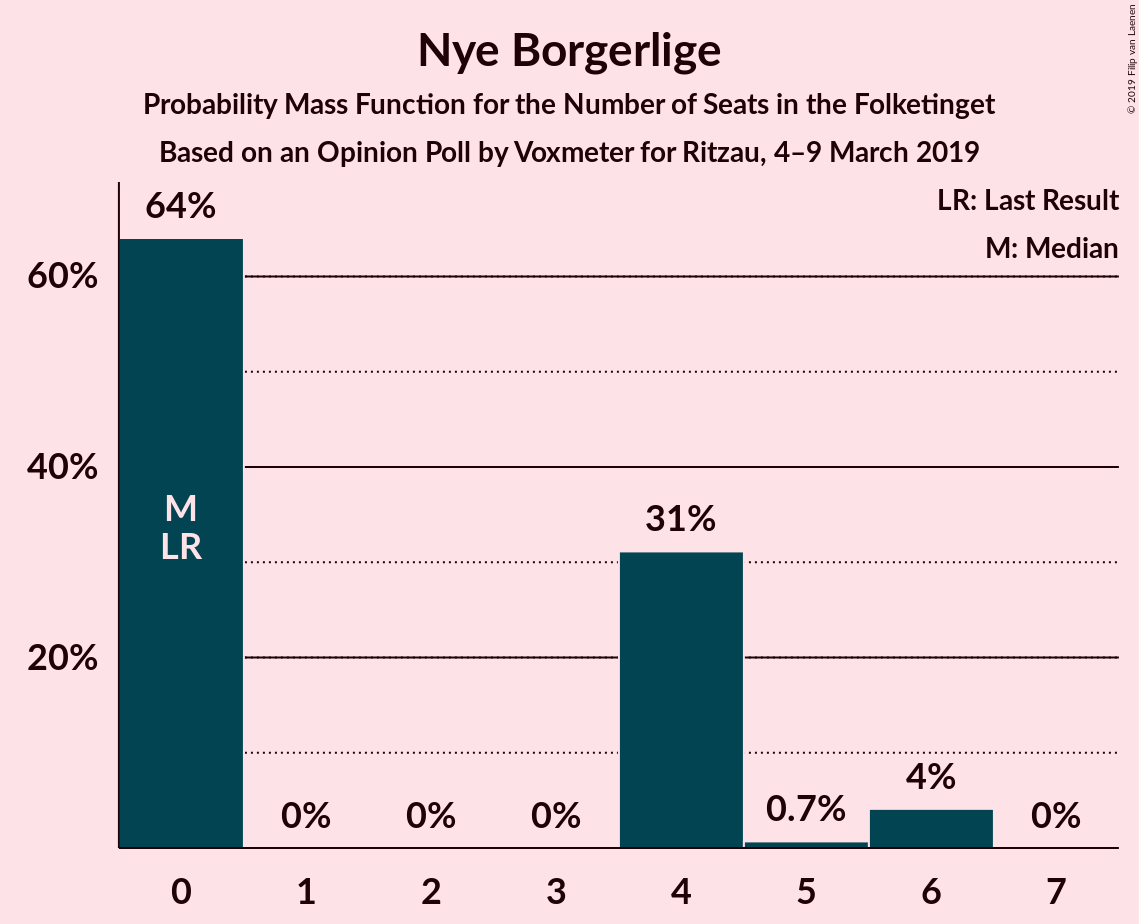 Nye Borgerlige
Probability Mass Function for the Number of Seats in the Folketinget
Based on an Opinion Poll by Voxmeter for Ritzau, 4–9 March 2019
© 2019 Filip van Laenen
LR: Last Result
M: Median
64%
60%
40%
20%
M
LR
0%
0%
0%
31%
0.7%
4%
0%
0
1
2
3
4
5
6
7